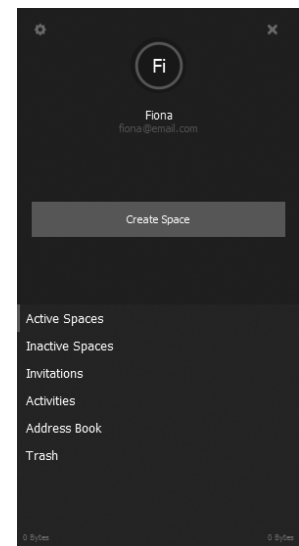 Fi
Fiona
fiona@email.com
Create Space
Active Spaces
Inactive Spaces
Invitations
Activities
Address Book
Trash
0 Bytes 0 Bytes